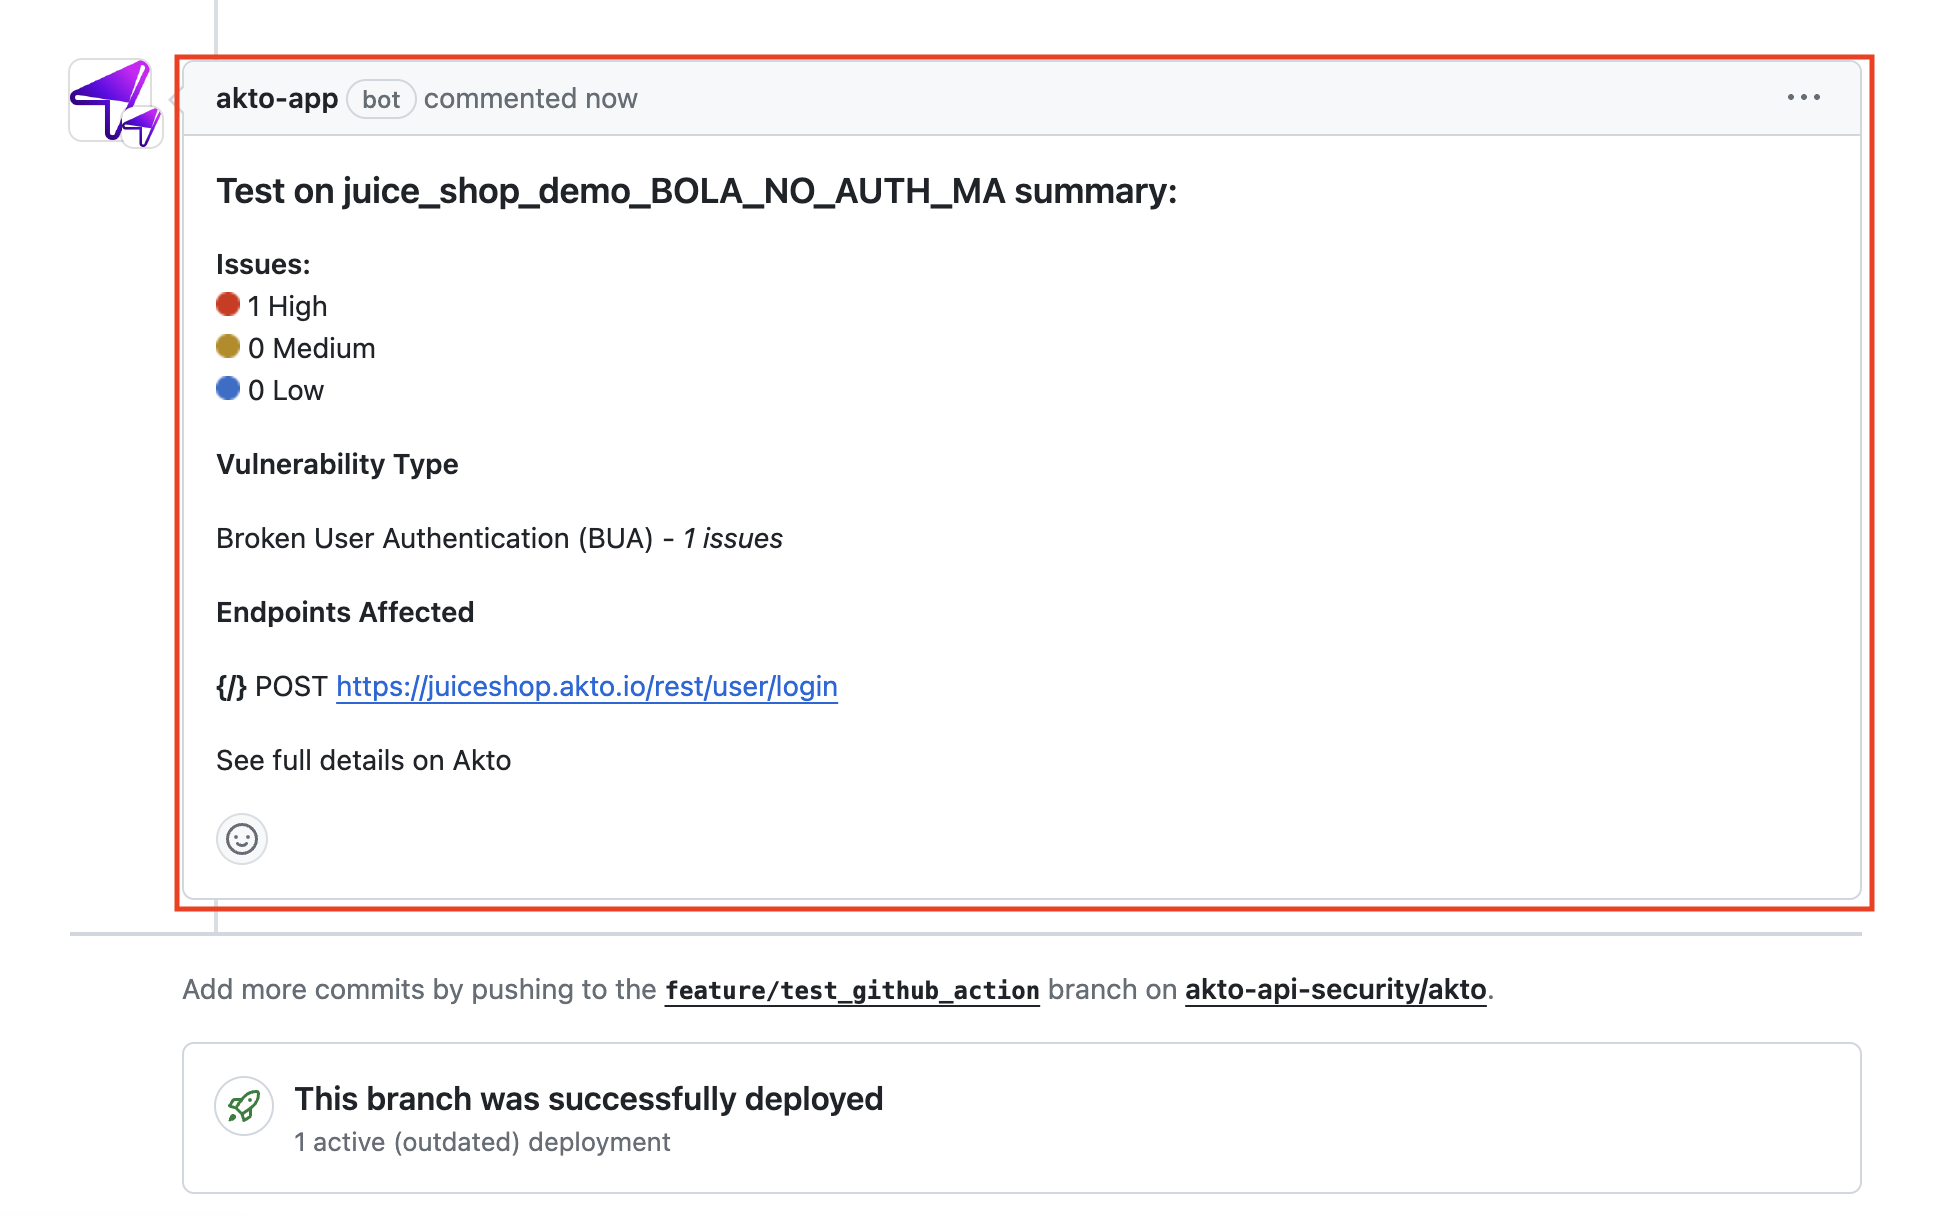 akto-app bot commented now
Test on juice_shop_demo_BOLA_NO_AUTH_MA summary:
Issues:
1 High
0 Medium
0 Low
Vulnerability Type
Broken User Authentication (BUA) - 1 issues
Endpoints Affected
{/} POST https://juiceshop.akto.io/rest/user/login
See full details on Akto
Add more commits by pushing to the feature/test_github_action branch on akto-api-security/akto.
This branch was successfully deployed
1 active (outdated) deployment